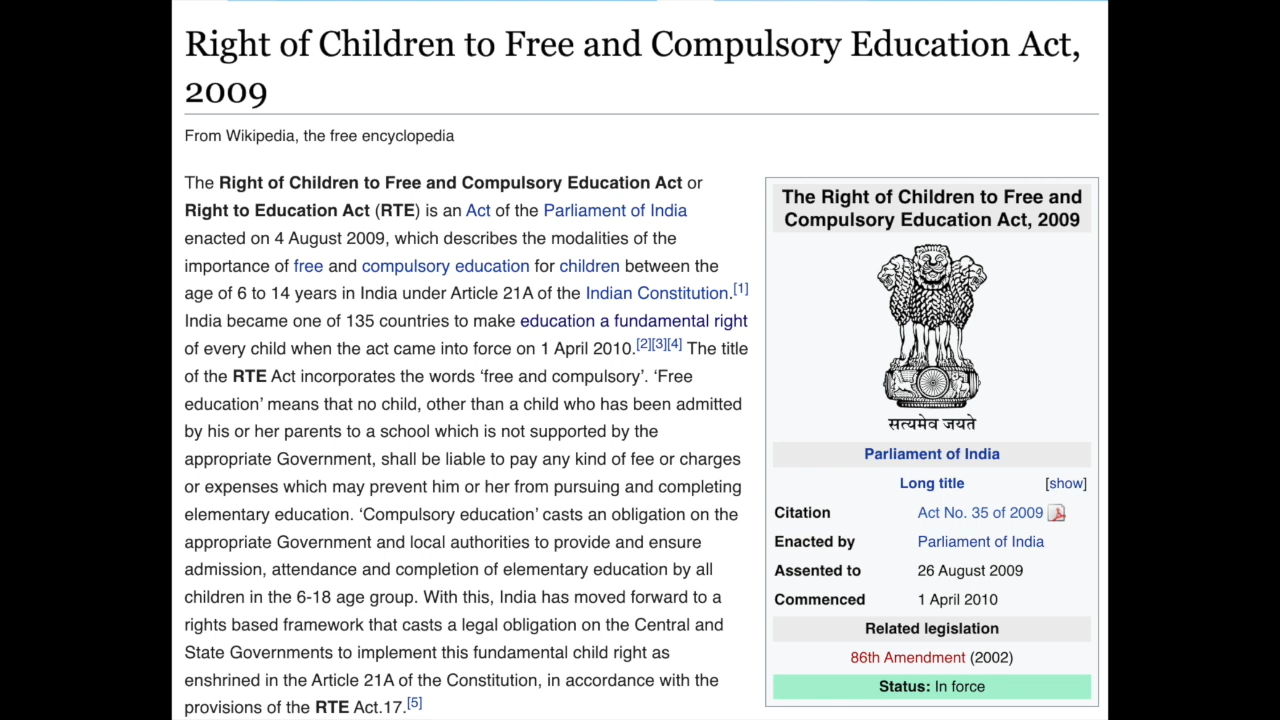 Right of Children to Free and Compulsory Education Act,
2009
From Wikipedia, the free encyclopedia
The Right of Children to Free and Compulsory Education Act or
Right to Education Act (RTE) is an Act of the Parliament of India
enacted on 4 August 2009, which describes the modalities of the
importance of free and compulsory education for children between the
age of 6 to 14 years in India under Article 21A of the Indian Constitution.[1]
India became one of 135 countries to make education a fundamental right
of every child when the act came into force on 1 April 2010.[2][3][4] The title
of the RTE Act incorporates the words ‘free and compulsory’. ‘Free
education’ means that no child, other than a child who has been admitted
by his or her parents to a school which is not supported by the
appropriate Government, shall be liable to pay any kind of fee or charges
or expenses which may prevent him or her from pursuing and completing
elementary education. ‘Compulsory education’ casts an obligation on the
appropriate Government and local authorities to provide and ensure
admission, attendance and completion of elementary education by all
children in the 6-18 age group. With this, India has moved forward to a
rights based framework that casts a legal obligation on the Central and
State Governments to implement this fundamental child right as
enshrined in the Article 21A of the Constitution, in accordance with the
provisions of the RTE Act.17.[5]
The Right of Children to Free and
Compulsory Education Act, 2009
सत्यमेव जयते
Parliament of India
Long title [show]
Citation Act No. 35 of 2009
Enacted by Parliament of India
Assented to 26 August 2009
Commenced 1 April 2010
Related legislation
86th Amendment (2002)
Status: In force